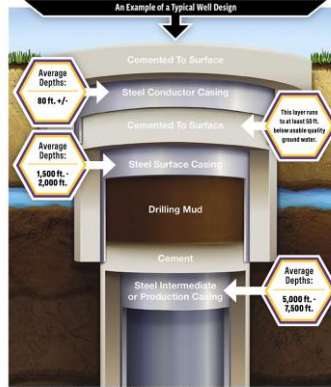 An Example of a Typical Well Design
Cemented To Surface
Average
Depths:
80 ft. +/-
Steel Conductor Casing
Cemented To Surface
This layer runs
to at least 50 ft.
below usable quality
ground water.
Average
Depths:
1,500 ft. -
2,000 ft.
Steel Surface Casing
Drilling Mud
Cement
Steel Intermediate
or Production Casing
Average
Depths:
5,000 ft. -
7,500 ft.